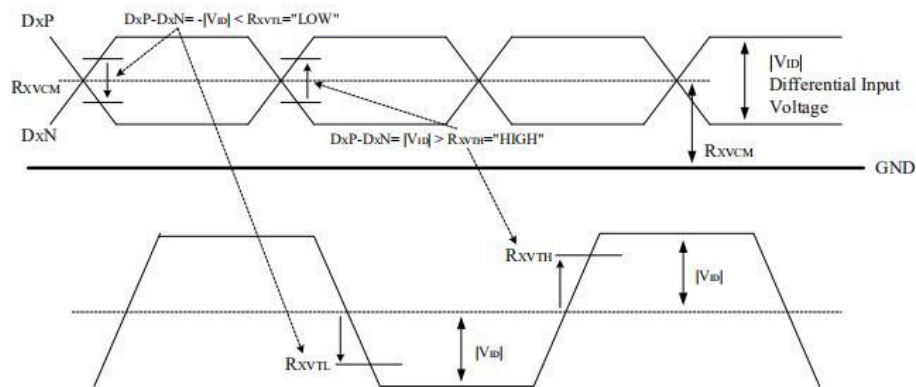 DxP
DxP-DxN= -|VID| < RXVTL="LOW"
RXVCM
DxN
|VID|
Differential Input
Voltage
DxP-DxN= |VID| > RXVTH="HIGH"
RXVCM
GND
RXVTH
|VID|
|VID|
RXVTL